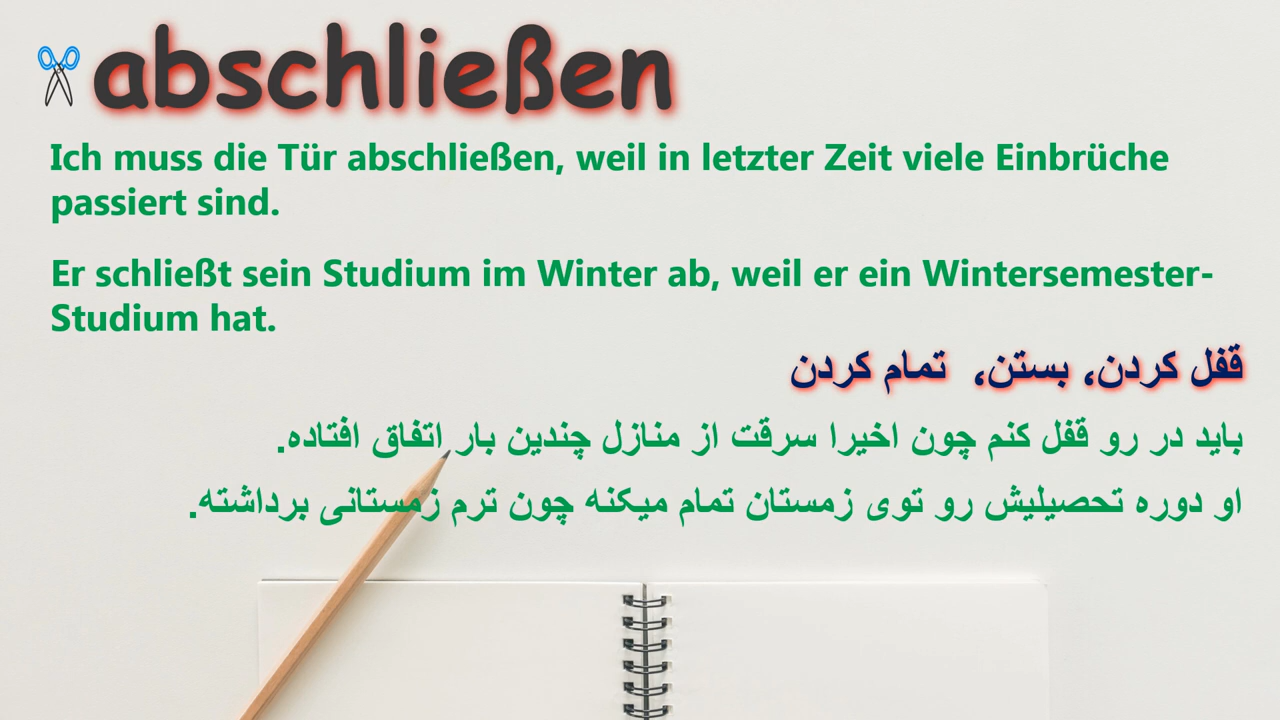 abschließen
Ich muss die Tür abschließen, weil in letzter Zeit viele Einbrüche
passiert sind.
Er schließt sein Studium im Winter ab, weil er ein Wintersemester-
Studium hat.
قفل کردن، بستن، تمام کردن
باید در رو قفل کنم چون اخیرا سرقت از منازل چندین بار اتفاق افتاده.
او دوره تحصیلیش رو توی زمستان تمام میکنه چون ترم زمستانی برداشته.